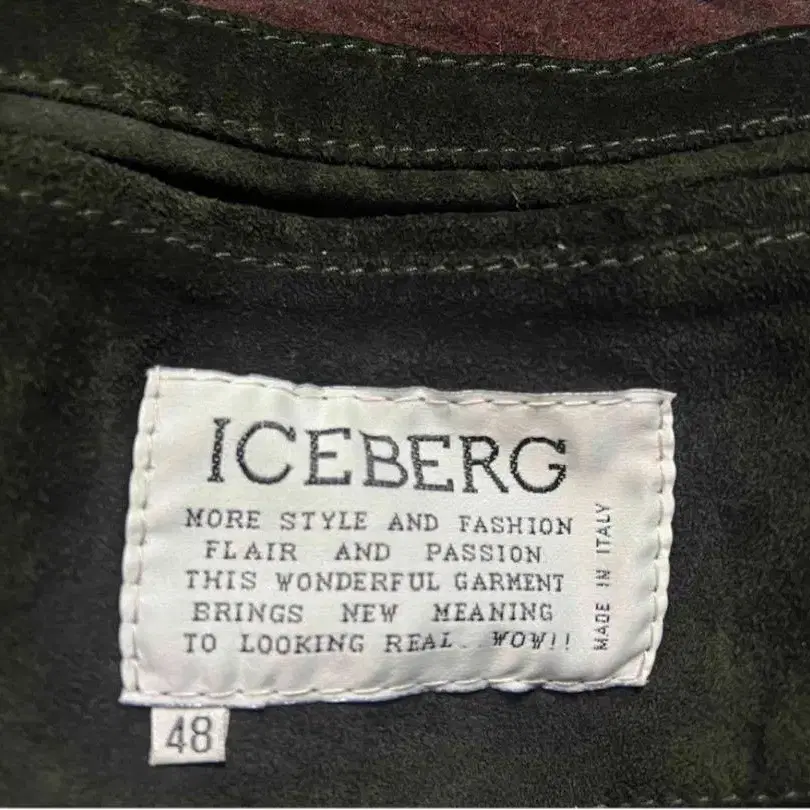 ICEBERG
MORE STYLE AND FASHION
FLAIR AND PASSION
THIS WONDERFUL GARMENT
BRINGS NEW MEANING
TO LOOKING REAL..WOW!!
MADE IN ITALY
48